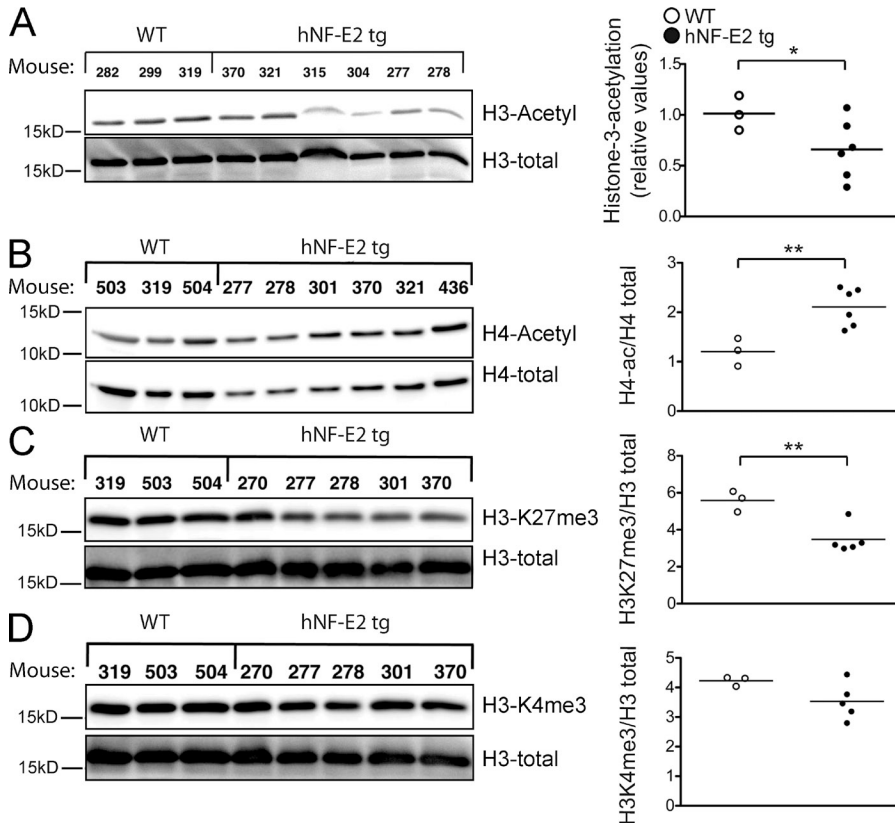 A
WT hNF-E2 tg
Mouse: 282 299 319 370 321 315 304 277 278
H3-Acetyl
15kD
H3-total
15kD
WT
hNF-E2 tg
Histone-3-acetylation
(relative values)
1.5
1.0
0.5
0.0
*
B
WT hNF-E2 tg
Mouse: 503 319 504 277 278 301 370 321 436
15kD
H4-Acetyl
10kD
H4-total
10kD
H4-ac/H4 total
3
2
1
0
**
C
WT hNF-E2 tg
Mouse: 319 503 504 270 277 278 301 370
H3-K27me3
15kD
H3-total
15kD
H3K27me3/H3 total
8
6
4
2
0
**
D
WT hNF-E2 tg
Mouse: 319 503 504 270 277 278 301 370
H3-K4me3
15kD
H3-total
15kD
H3K4me3/H3 total
5
4
3
2
1
0